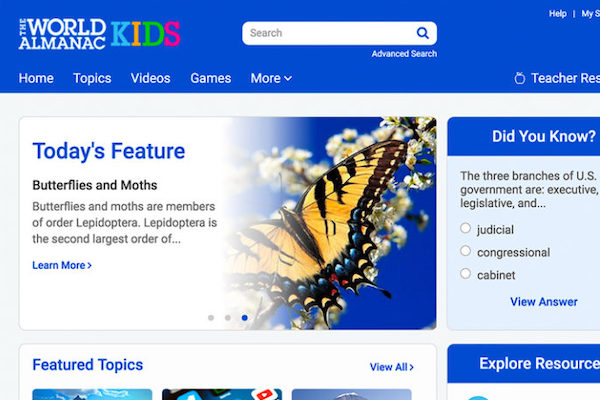 Help | My S
THE WORLD ALMANAC KIDS
Search
Advanced Search
Home Topics Videos Games More
Teacher Res
Today's Feature
Butterflies and Moths
Butterflies and moths are members
of order Lepidoptera. Lepidoptera is
the second largest order of...
Learn More >
Did You Know?
The three branches of U.S.
government are: executive,
legislative, and...
judicial
congressional
cabinet
View Answer
Featured Topics
View All >
Explore Resource